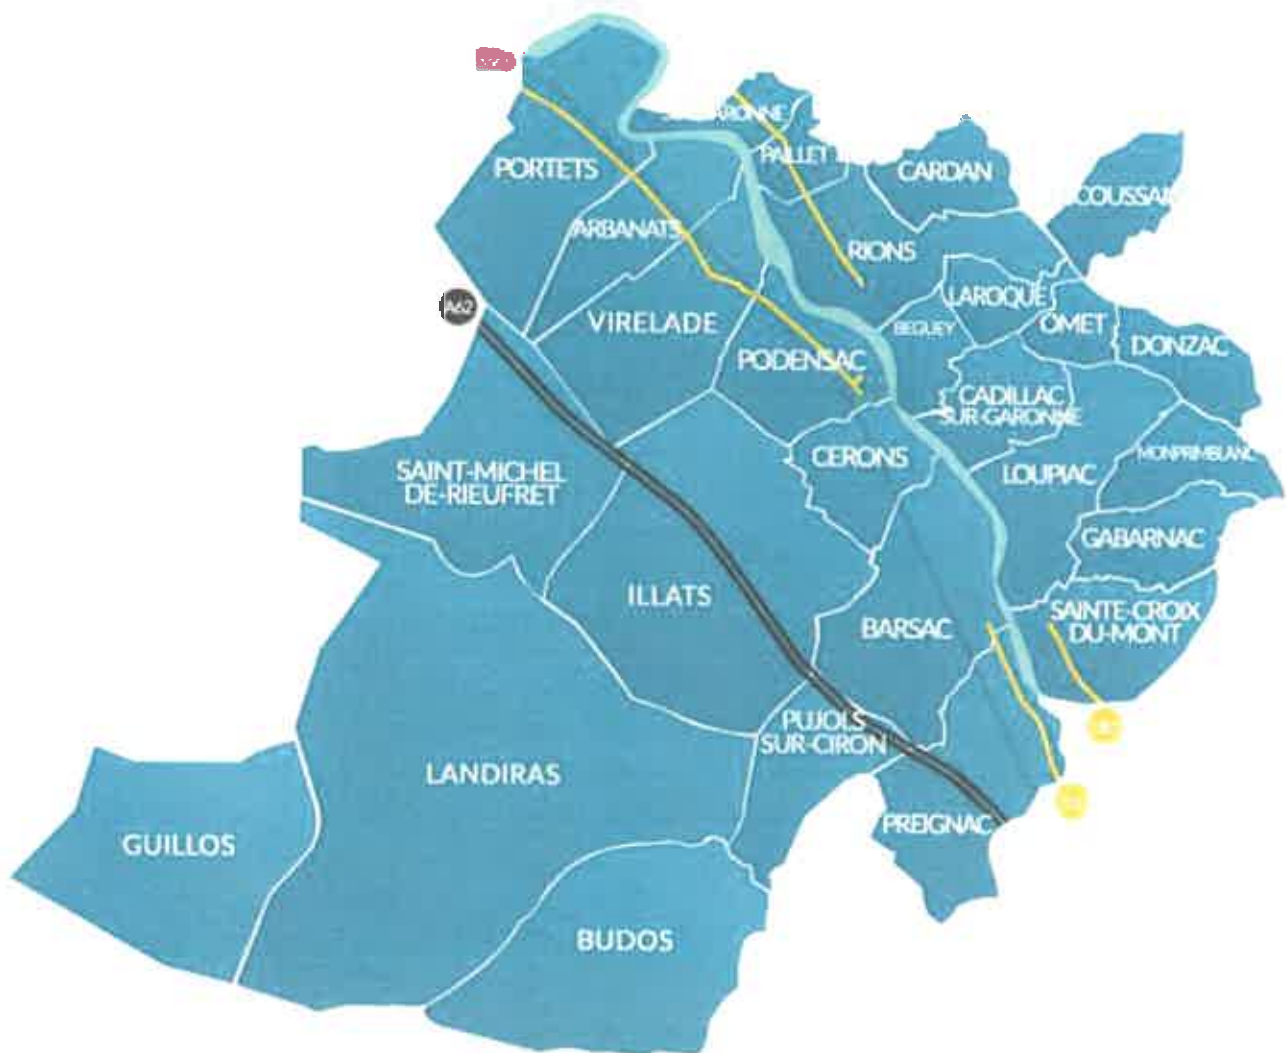 PORTETS
PAILLET
CARDAN
ARBANATS
RIONS
LAROQUE
A62
VIRELADE
BEGUEY
OMET
DONZAC
PODENSAC
CADILLAC
SUR-GARONNE
MONPRIMBLANC
CERONS
LOUPIAC
SAINT-MICHEL
DE-RIEUFRET
GABARNAC
ILLATS
BARSAC
SAINTE-CROIX
DU-MONT
PUJOLS
SUR-CIRON
LANDIRAS
PREIGNAC
GUILLOS
BUDOS